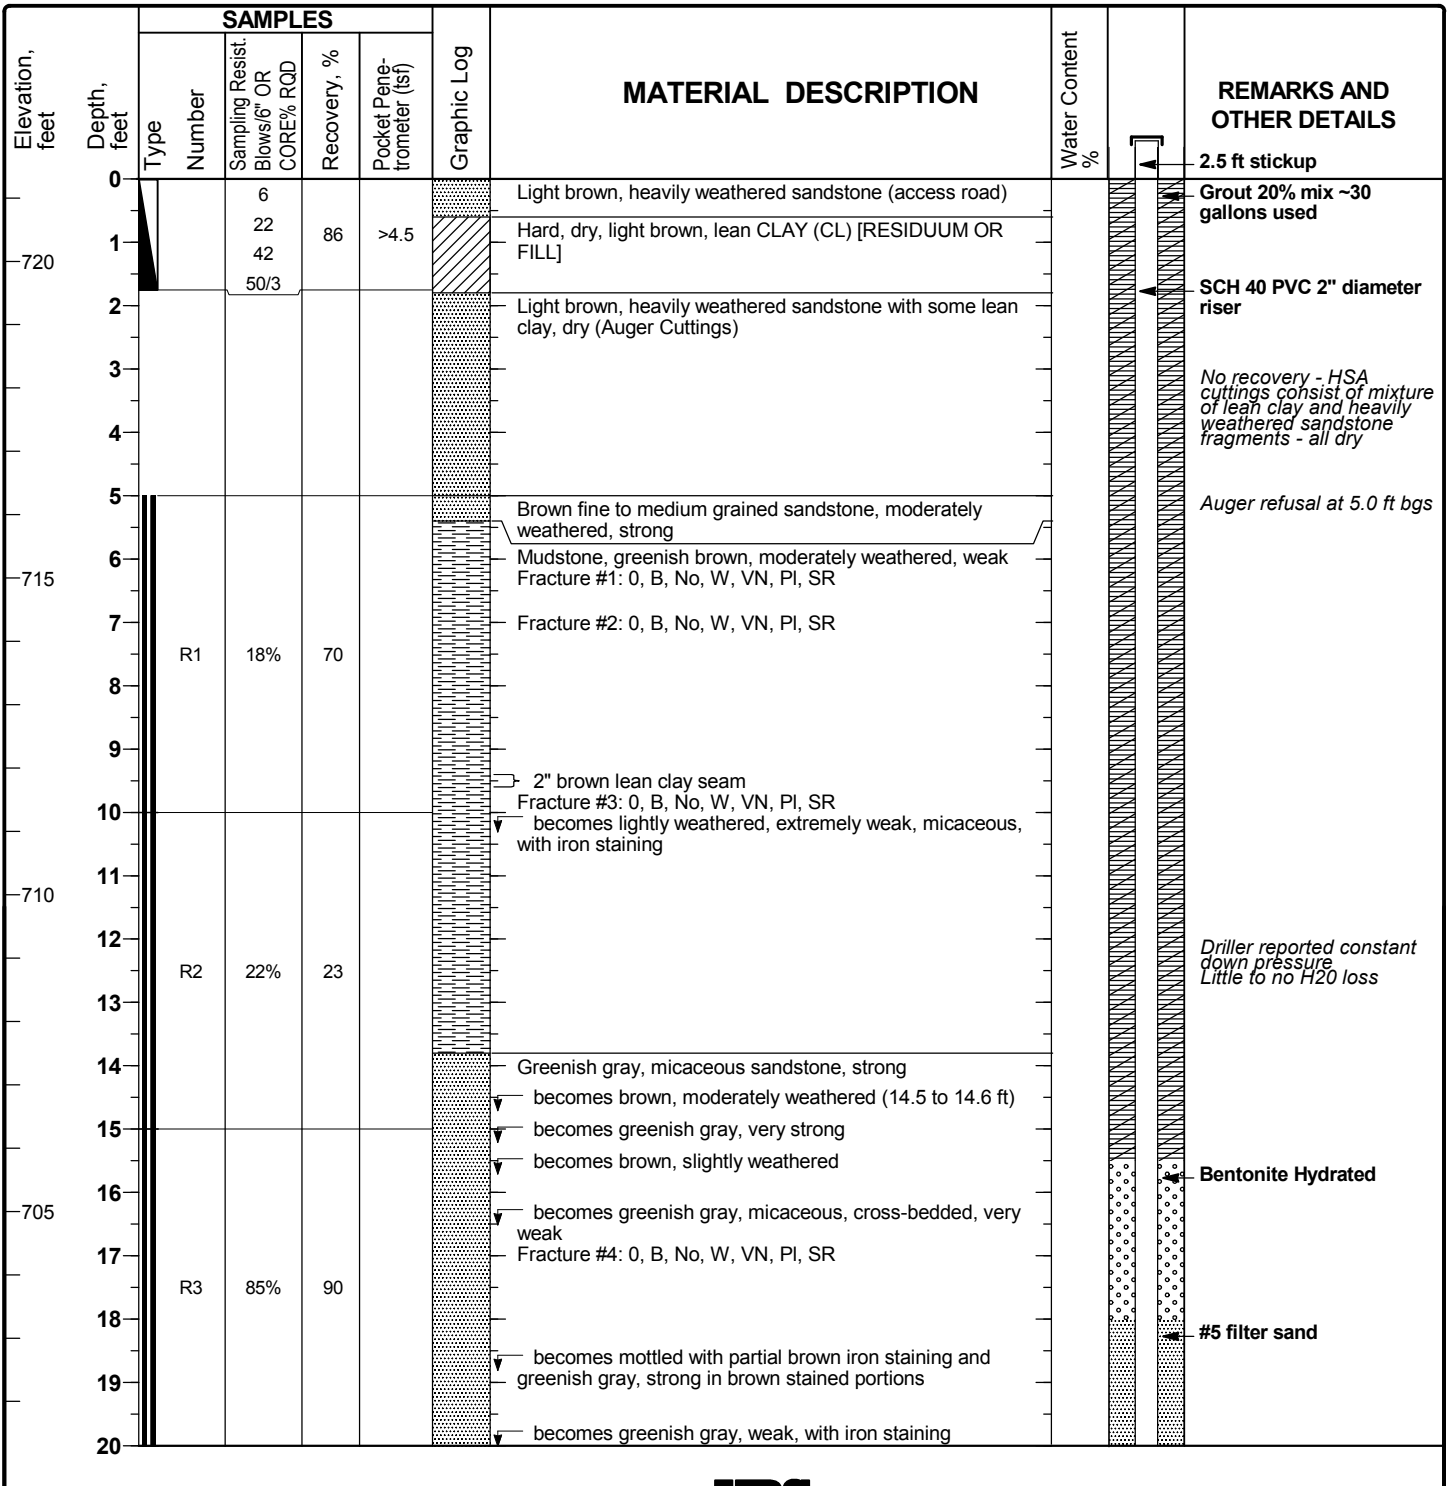 SAMPLES
Elevation,
feet
Depth,
feet
Type
Number
Sampling Resist.
Blows/6" OR
CORE% RQD
Recovery, %
Pocket Pene-
trometer (tsf)
Graphic Log
MATERIAL DESCRIPTION
Water Content
%
REMARKS AND
OTHER DETAILS
2.5 ft stickup
0
Light brown, heavily weathered sandstone (access road)
Grout 20% mix ~30
gallons used
6
22
42
50/3
86
>4.5
1
Hard, dry, light brown, lean CLAY (CL) [RESIDUUM OR
FILL]
720
SCH 40 PVC 2" diameter
riser
2
Light brown, heavily weathered sandstone with some lean
clay, dry (Auger Cuttings)
3
No recovery - HSA
cuttings consist of mixture
of lean clay and heavily
weathered sandstone
fragments - all dry
4
5
Brown fine to medium grained sandstone, moderately
weathered, strong
Auger refusal at 5.0 ft bgs
6
Mudstone, greenish brown, moderately weathered, weak
Fracture #1: 0, B, No, W, VN, Pl, SR
715
7
Fracture #2: 0, B, No, W, VN, Pl, SR
R1
18%
70
8
9
2" brown lean clay seam
Fracture #3: 0, B, No, W, VN, Pl, SR
10
becomes lightly weathered, extremely weak, micaceous,
with iron staining
11
710
12
Driller reported constant
down pressure
Little to no H20 loss
R2
22%
23
13
14
Greenish gray, micaceous sandstone, strong
becomes brown, moderately weathered (14.5 to 14.6 ft)
15
becomes greenish gray, very strong
becomes brown, slightly weathered
Bentonite Hydrated
16
705
becomes greenish gray, micaceous, cross-bedded, very
weak
17
Fracture #4: 0, B, No, W, VN, Pl, SR
R3
85%
90
18
#5 filter sand
becomes mottled with partial brown iron staining and
greenish gray, strong in brown stained portions
19
becomes greenish gray, weak, with iron staining
20